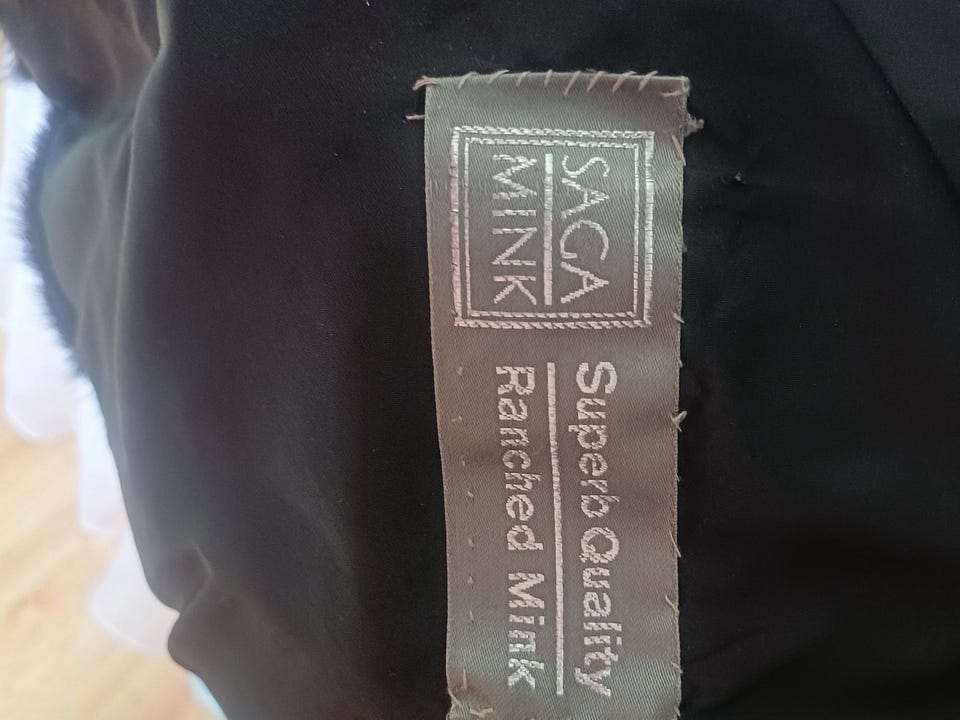 SAGA
MINK
Superb Quality
Ranched Mink